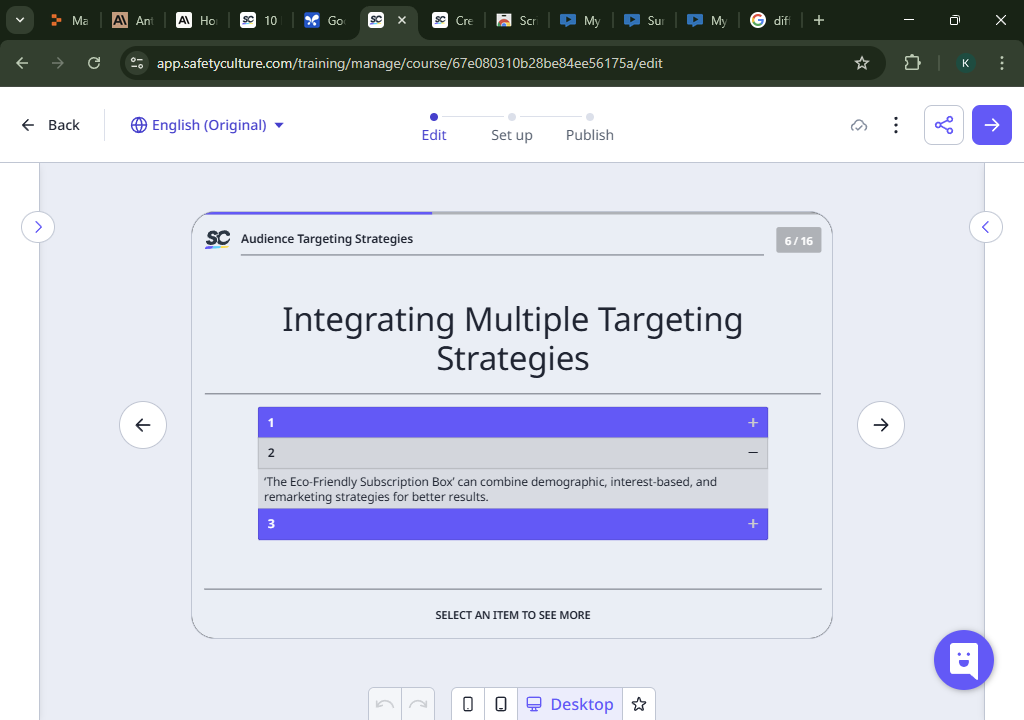 Ma
Ant
Ho
10
Goo
Cre
Scri
My
Sur
My
diff
app.safetyculture.com/training/manage/course/67e080310b28be84ee56175a/edit
K
Back
English (Original)
Edit
Set up
Publish
SC
Audience Targeting Strategies
6 / 16
Integrating Multiple Targeting
Strategies
1
2
‘The Eco-Friendly Subscription Box’ can combine demographic, interest-based, and
remarketing strategies for better results.
3
SELECT AN ITEM TO SEE MORE
Desktop